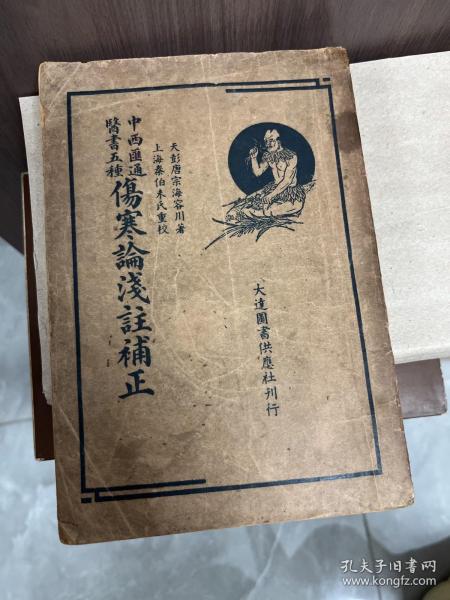 天彭唐宗海容川著
上海秦伯未氏重校
中西匯通
醫書五種
傷寒論淺註補正
大達圖書供應社刊行
孔夫子旧书网
www.kongfz.com